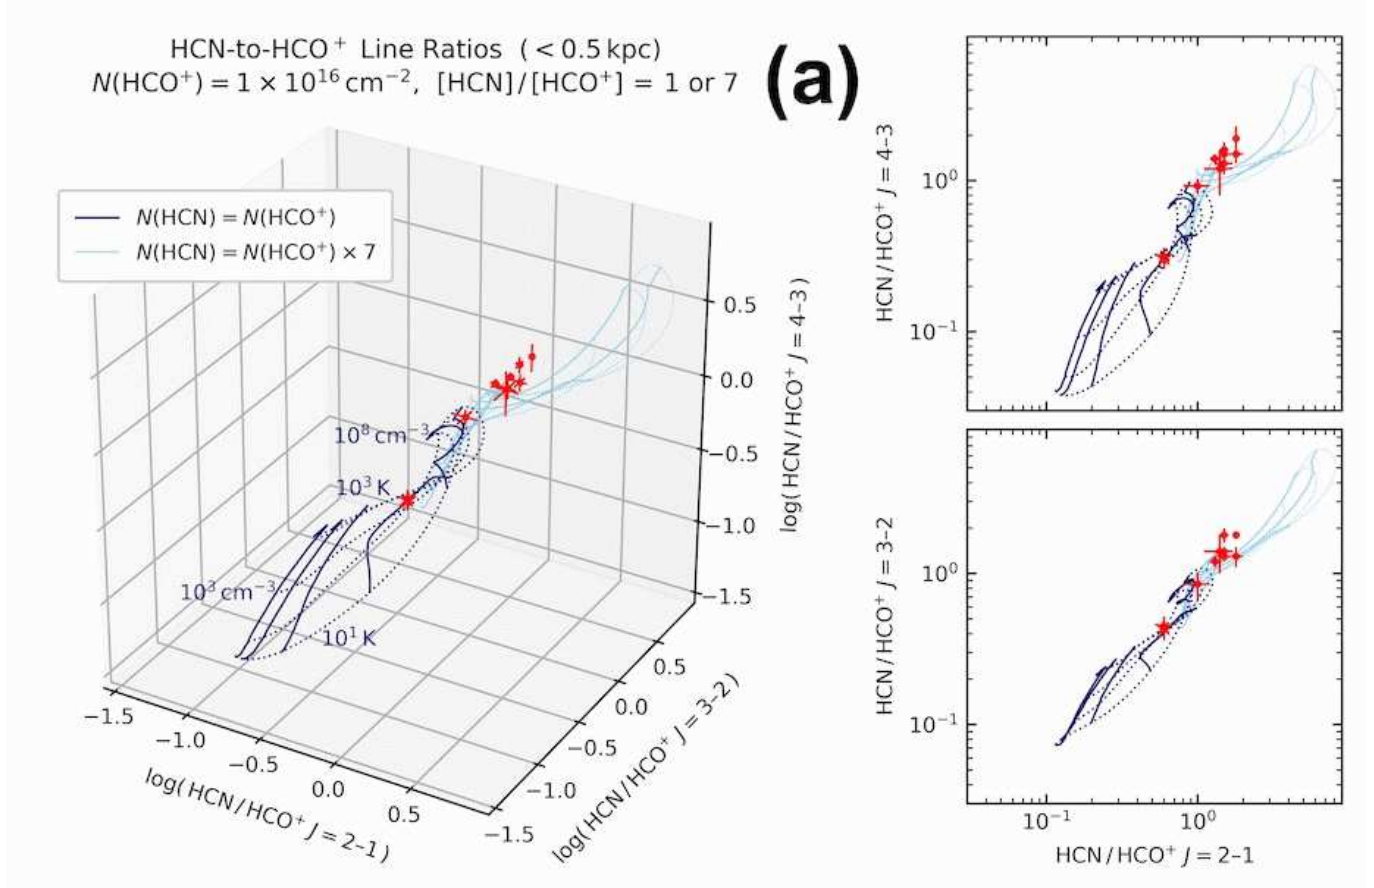 HCN-to-HCO⁺ Line Ratios (< 0.5 kpc)
N(HCO⁺) = 1 × 10¹⁶ cm⁻², [HCN]/[HCO⁺] = 1 or 7
(a)
N(HCN) = N(HCO⁺)
N(HCN) = N(HCO⁺) × 7
10⁸ cm⁻³
10³ K
10³ cm⁻³
10¹ K
0.5
0.0
−0.5
−1.0
−1.5
log( HCN / HCO⁺ J = 4–3 )
−1.5
−1.0
−0.5
0.0
0.5
log( HCN / HCO⁺ J = 2–1 )
0.5
0.0
−0.5
−1.0
−1.5
log( HCN / HCO⁺ J = 3–2 )
HCN / HCO⁺ J = 4–3
10⁰
10⁻¹
HCN / HCO⁺ J = 3–2
10⁰
10⁻¹
10⁻¹
10⁰
HCN / HCO⁺ J = 2–1